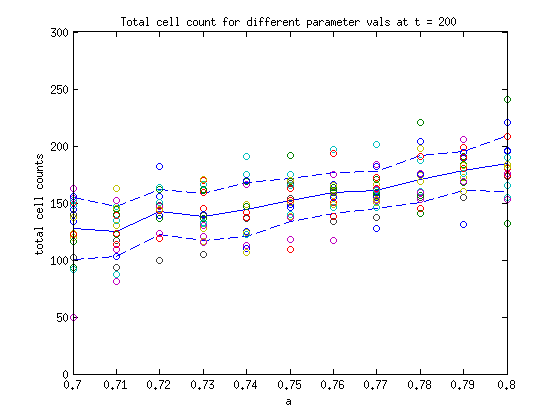 Total cell count for different parameter vals at t = 200
300
250
200
150
100
50
0
total cell counts
0.7 0.71 0.72 0.73 0.74 0.75 0.76 0.77 0.78 0.79 0.8
a